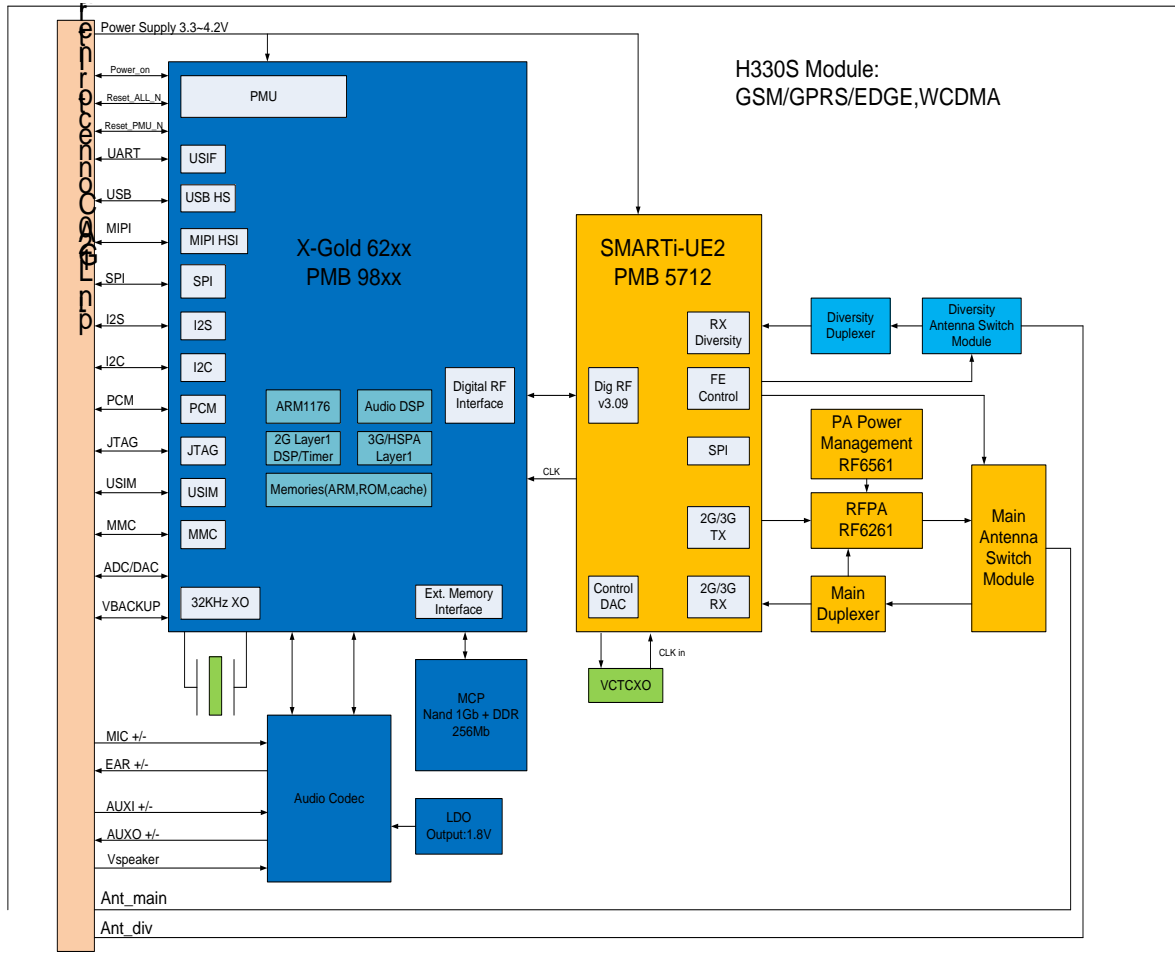 Power Supply 3.3~4.2V
H330S Module:
GSM/GPRS/EDGE,WCDMA
Power_on
Reset_ALL_N
Reset_PMU_N
UART
USB
MIPI
SPI
I2S
I2C
PCM
JTAG
USIM
MMC
ADC/DAC
VBACKUP
PMU
USIF
USB HS
MIPI HSI
SPI
I2S
I2C
PCM
JTAG
USIM
MMC
32KHz XO
X-Gold 62xx
PMB 98xx
ARM1176
Audio DSP
2G Layer1
DSP/Timer
3G/HSPA
Layer1
Memories(ARM,ROM,cache)
Digital RF
Interface
Ext. Memory
Interface
CLK
SMARTi-UE2
PMB 5712
RX
Diversity
Dig RF
v3.09
FE
Control
SPI
2G/3G
TX
Control
DAC
2G/3G
RX
Diversity
Duplexer
Diversity
Antenna Switch
Module
PA Power
Management
RF6561
RFPA
RF6261
Main
Duplexer
Main
Antenna
Switch
Module
CLK in
VCTCXO
MCP
Nand 1Gb + DDR
256Mb
MIC +/-
EAR +/-
AUXI +/-
AUXO +/-
Vspeaker
Audio Codec
LDO
Output:1.8V
Ant_main
Ant_div